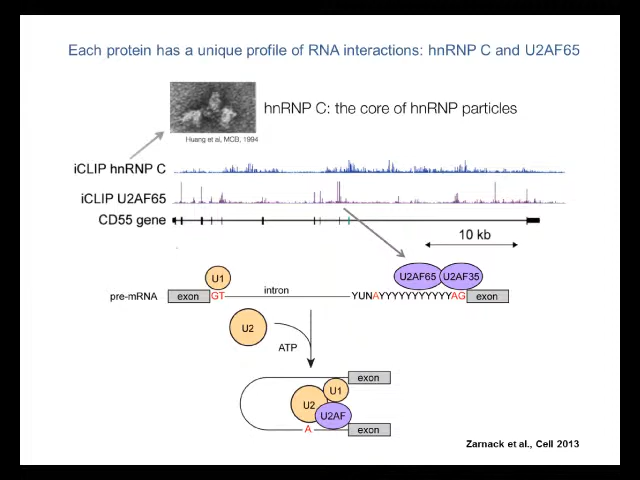 Each protein has a unique profile of RNA interactions: hnRNP C and U2AF65
hnRNP C: the core of hnRNP particles
Huang et al, MCB, 1994
iCLIP hnRNP C
iCLIP U2AF65
CD55 gene
10 kb
U1
U2AF65
U2AF35
pre-mRNA
exon
GT
intron
YUNAYYYYYYYYYYYAG
exon
U2
ATP
exon
U1
U2
U2AF
A
exon
Zarnack et al., Cell 2013